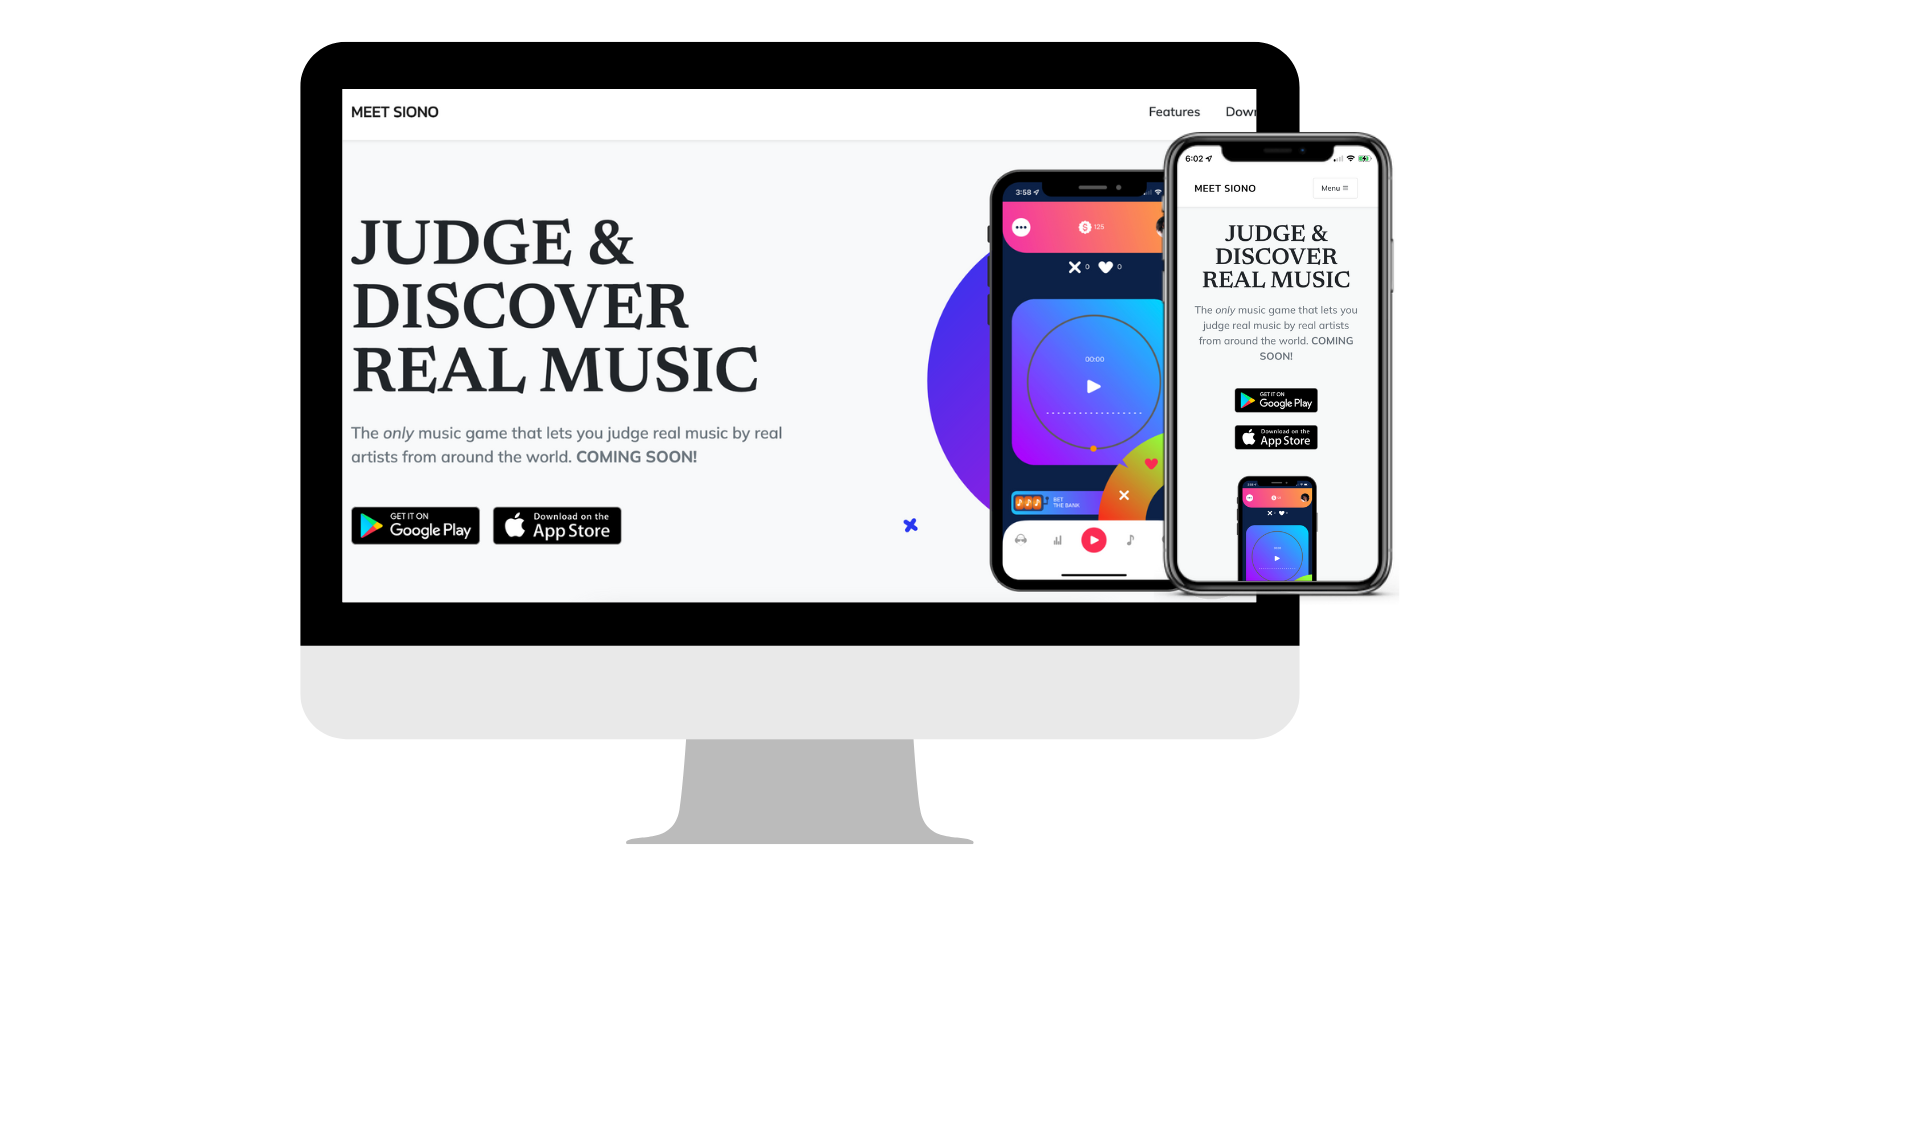 MEET SIONO
Features
JUDGE &
DISCOVER
REAL MUSIC
The only music game that lets you judge real music by real
artists from around the world. COMING SOON!
GET IT ON
Google Play
Download on the
App Store
3:58
125
0 0
00:00
BET
THE BANK
6:02
MEET SIONO
Menu
JUDGE &
DISCOVER
REAL MUSIC
The only music game that lets you
judge real music by real artists
from around the world. COMING
SOON!
GET IT ON
Google Play
Download on the
App Store